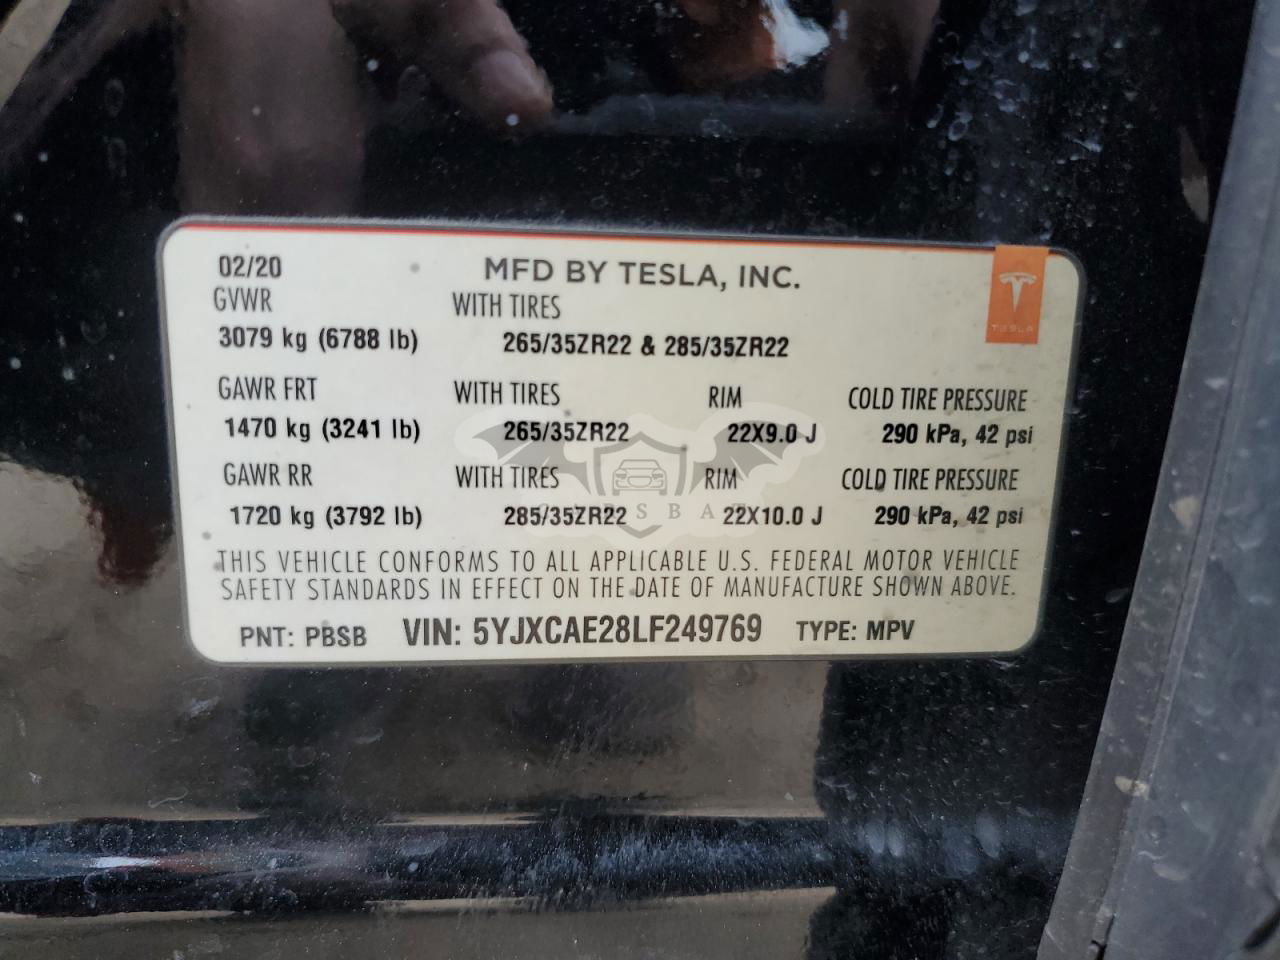 02/20 MFD BY TESLA, INC.
GVWR WITH TIRES
3079 kg (6788 lb) 265/35ZR22 & 285/35ZR22
TESLA
GAWR FRT WITH TIRES RIM COLD TIRE PRESSURE
1470 kg (3241 lb) 265/35ZR22 22X9.0 J 290 kPa, 42 psi
GAWR RR WITH TIRES RIM COLD TIRE PRESSURE
1720 kg (3792 lb) 285/35ZR22 22X10.0 J 290 kPa, 42 psi
THIS VEHICLE CONFORMS TO ALL APPLICABLE U.S. FEDERAL MOTOR VEHICLE
SAFETY STANDARDS IN EFFECT ON THE DATE OF MANUFACTURE SHOWN ABOVE.
PNT: PBSB VIN: 5YJXCAE28LF249769 TYPE: MPV